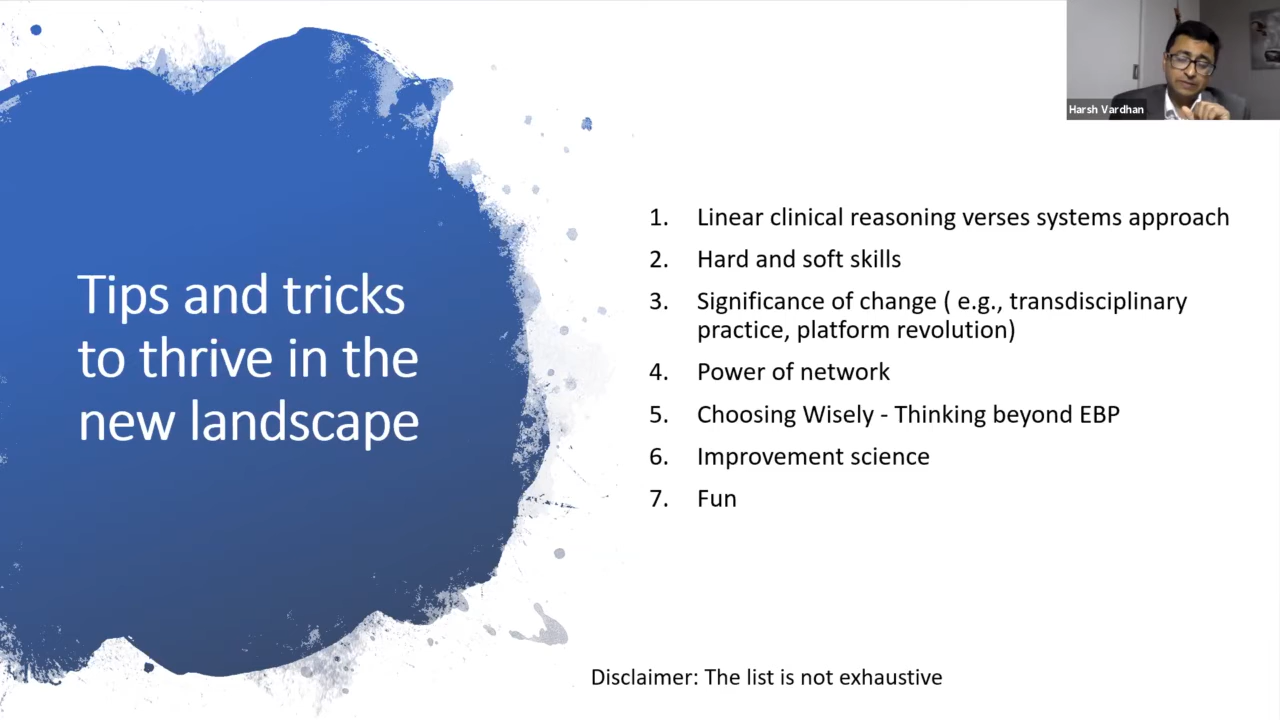 Harsh Vardhan
Tips and tricks
to thrive in the
new landscape
1. Linear clinical reasoning verses systems approach
2. Hard and soft skills
3. Significance of change ( e.g., transdisciplinary
practice, platform revolution)
4. Power of network
5. Choosing Wisely - Thinking beyond EBP
6. Improvement science
7. Fun
Disclaimer: The list is not exhaustive